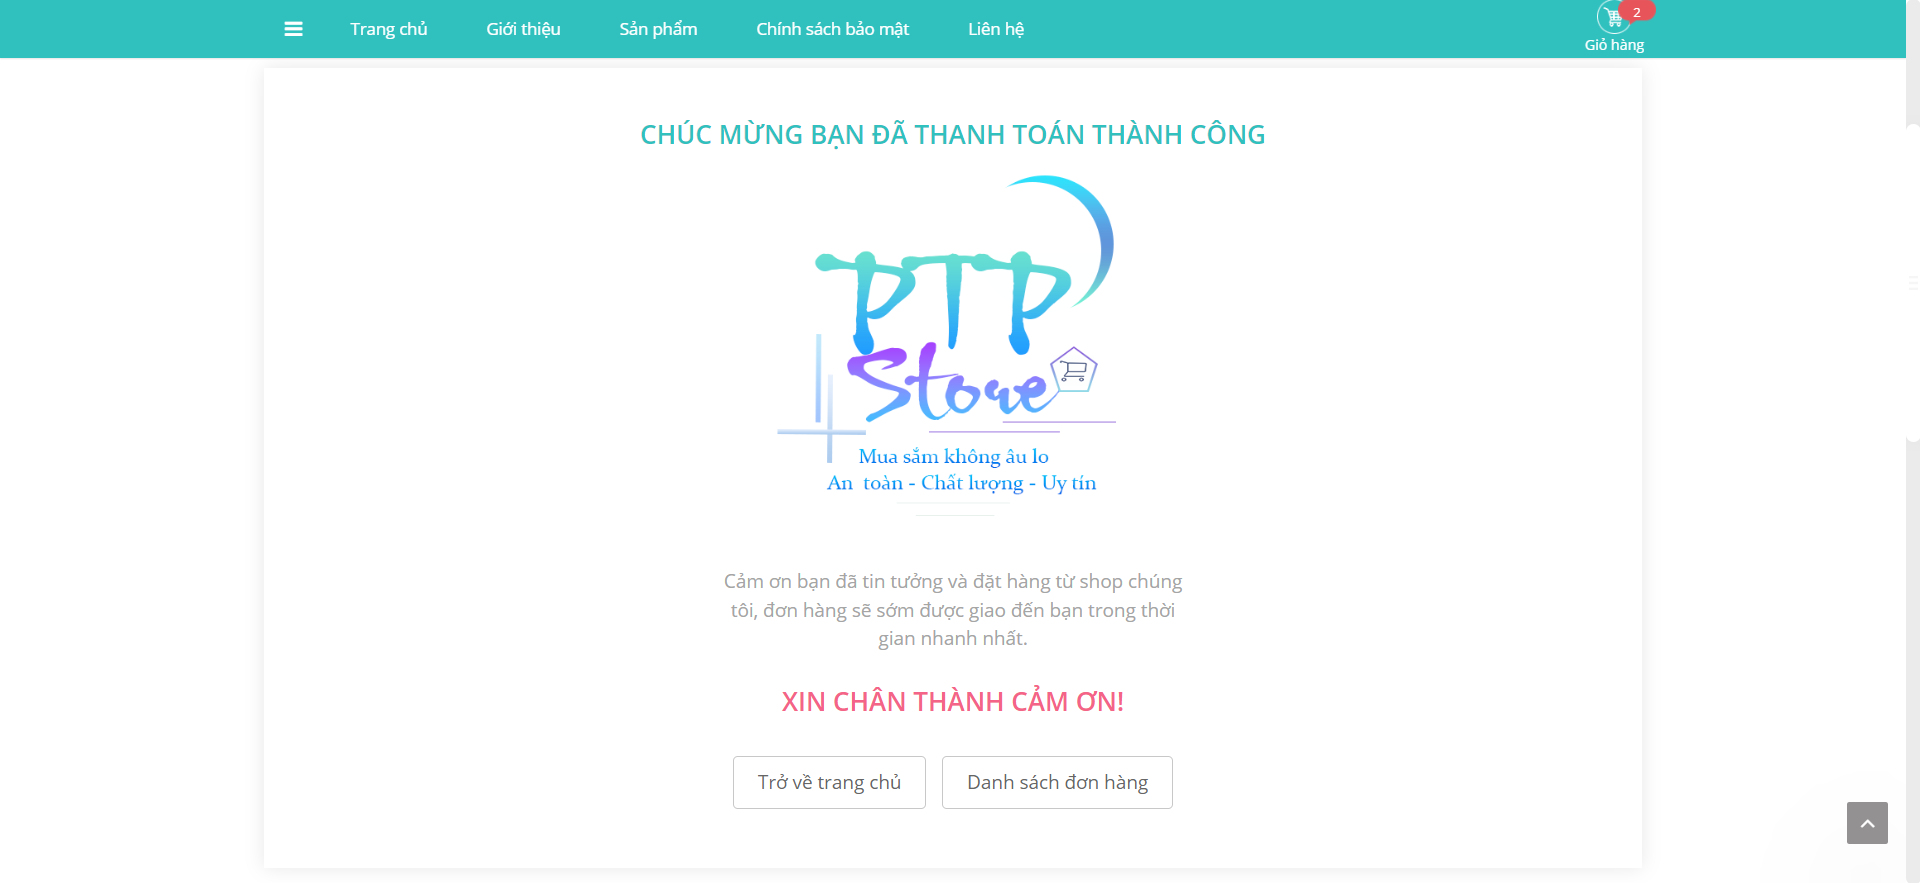 Trang chủ Giới thiệu Sản phẩm Chính sách bảo mật Liên hệ
2
Giỏ hàng
CHÚC MỪNG BẠN ĐÃ THANH TOÁN THÀNH CÔNG
PTP
Store
Mua sắm không âu lo
An toàn - Chất lượng - Uy tín
Cảm ơn bạn đã tin tưởng và đặt hàng từ shop chúng
tôi, đơn hàng sẽ sớm được giao đến bạn trong thời
gian nhanh nhất.
XIN CHÂN THÀNH CẢM ƠN!
Trở về trang chủ Danh sách đơn hàng